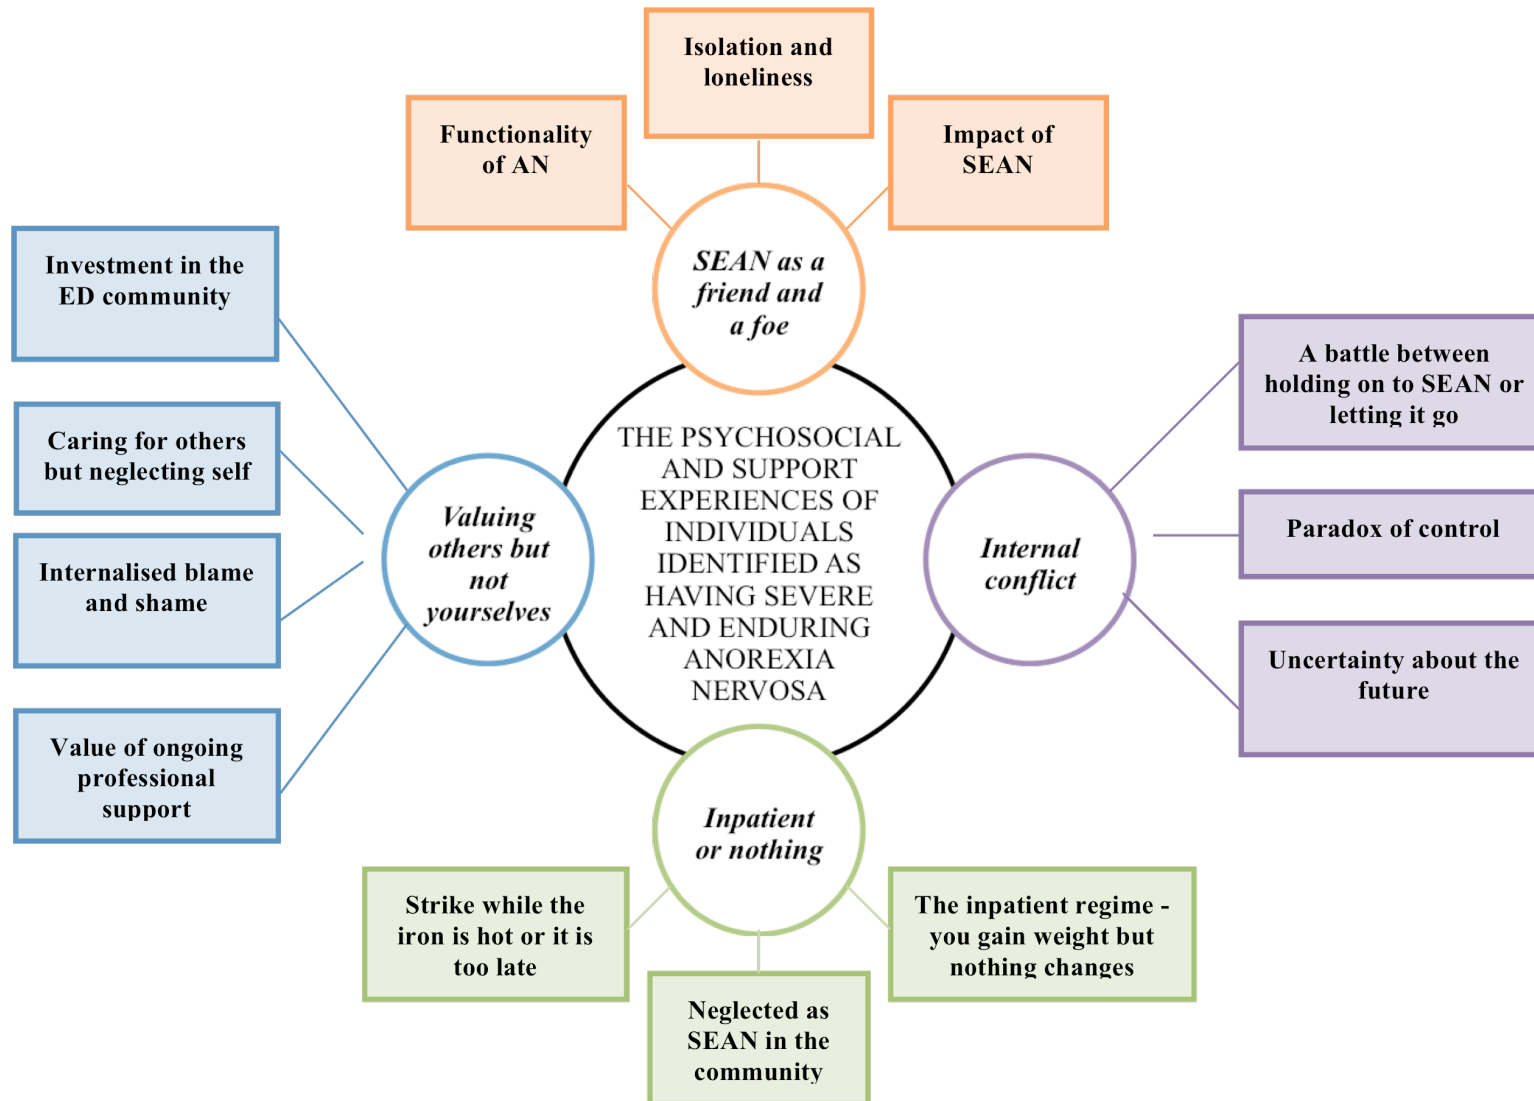 Isolation and
loneliness
Functionality
of AN
Impact of
SEAN
SEAN as a
friend and
a foe
Investment in the
ED community
Caring for others
but neglecting self
Internalised blame
and shame
Value of ongoing
professional
support
Valuing
others but
not
yourselves
THE PSYCHOSOCIAL
AND SUPPORT
EXPERIENCES OF
INDIVIDUALS
IDENTIFIED AS
HAVING SEVERE
AND ENDURING
ANOREXIA
NERVOSA
Internal
conflict
A battle between
holding on to SEAN or
letting it go
Paradox of control
Uncertainty about the
future
Inpatient
or nothing
Strike while the
iron is hot or it is
too late
Neglected as
SEAN in the
community
The inpatient regime -
you gain weight but
nothing changes